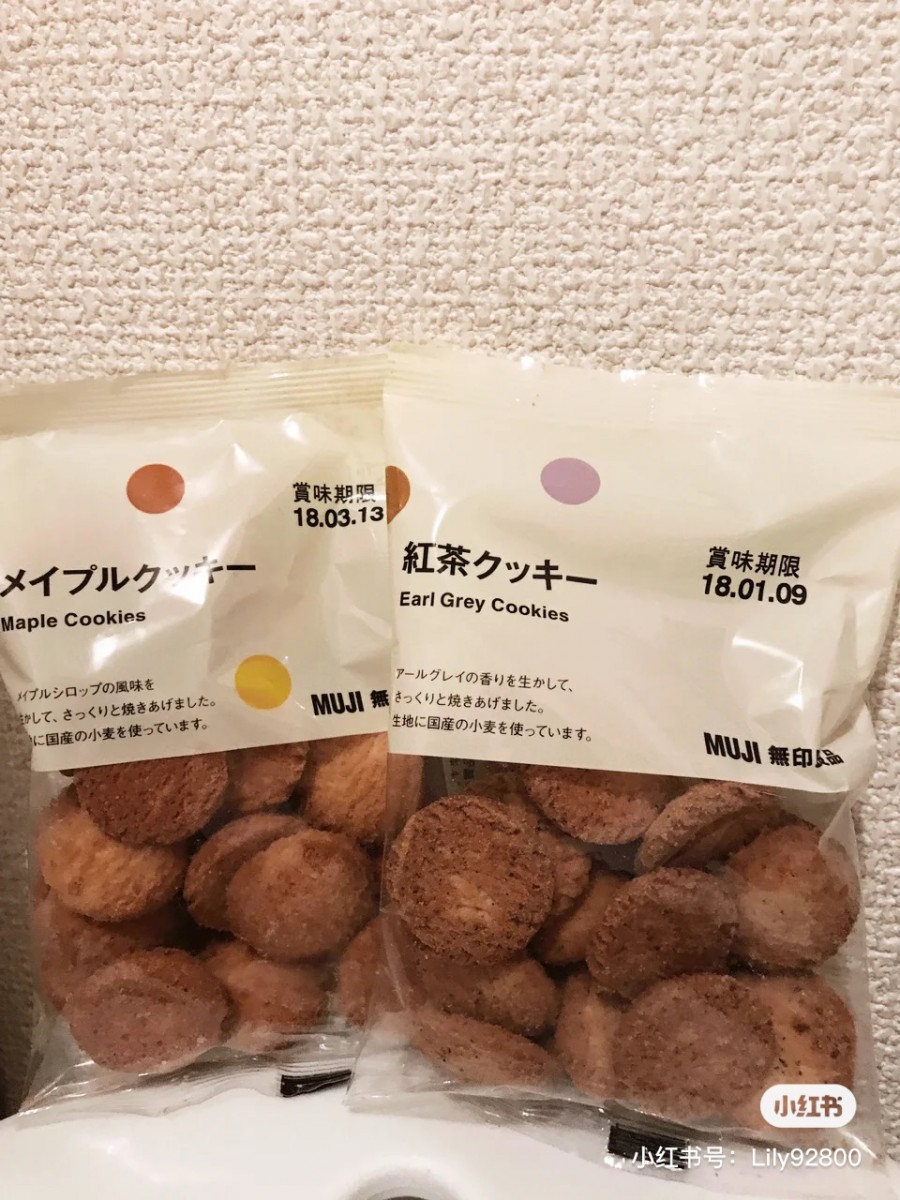 賞味期限
18.03.13
メイプルクッキー
Maple Cookies
メイプルシロップの風味を
かして、さっくりと焼きあげました。
に国産の小麦を使っています。
MUJI 無
賞味期限
18.01.09
紅茶クッキー
Earl Grey Cookies
アールグレイの香りを生かして、
さっくりと焼きあげました。
生地に国産の小麦を使っています。
MUJI 無印良品
小红书
小红书号：Lily92800